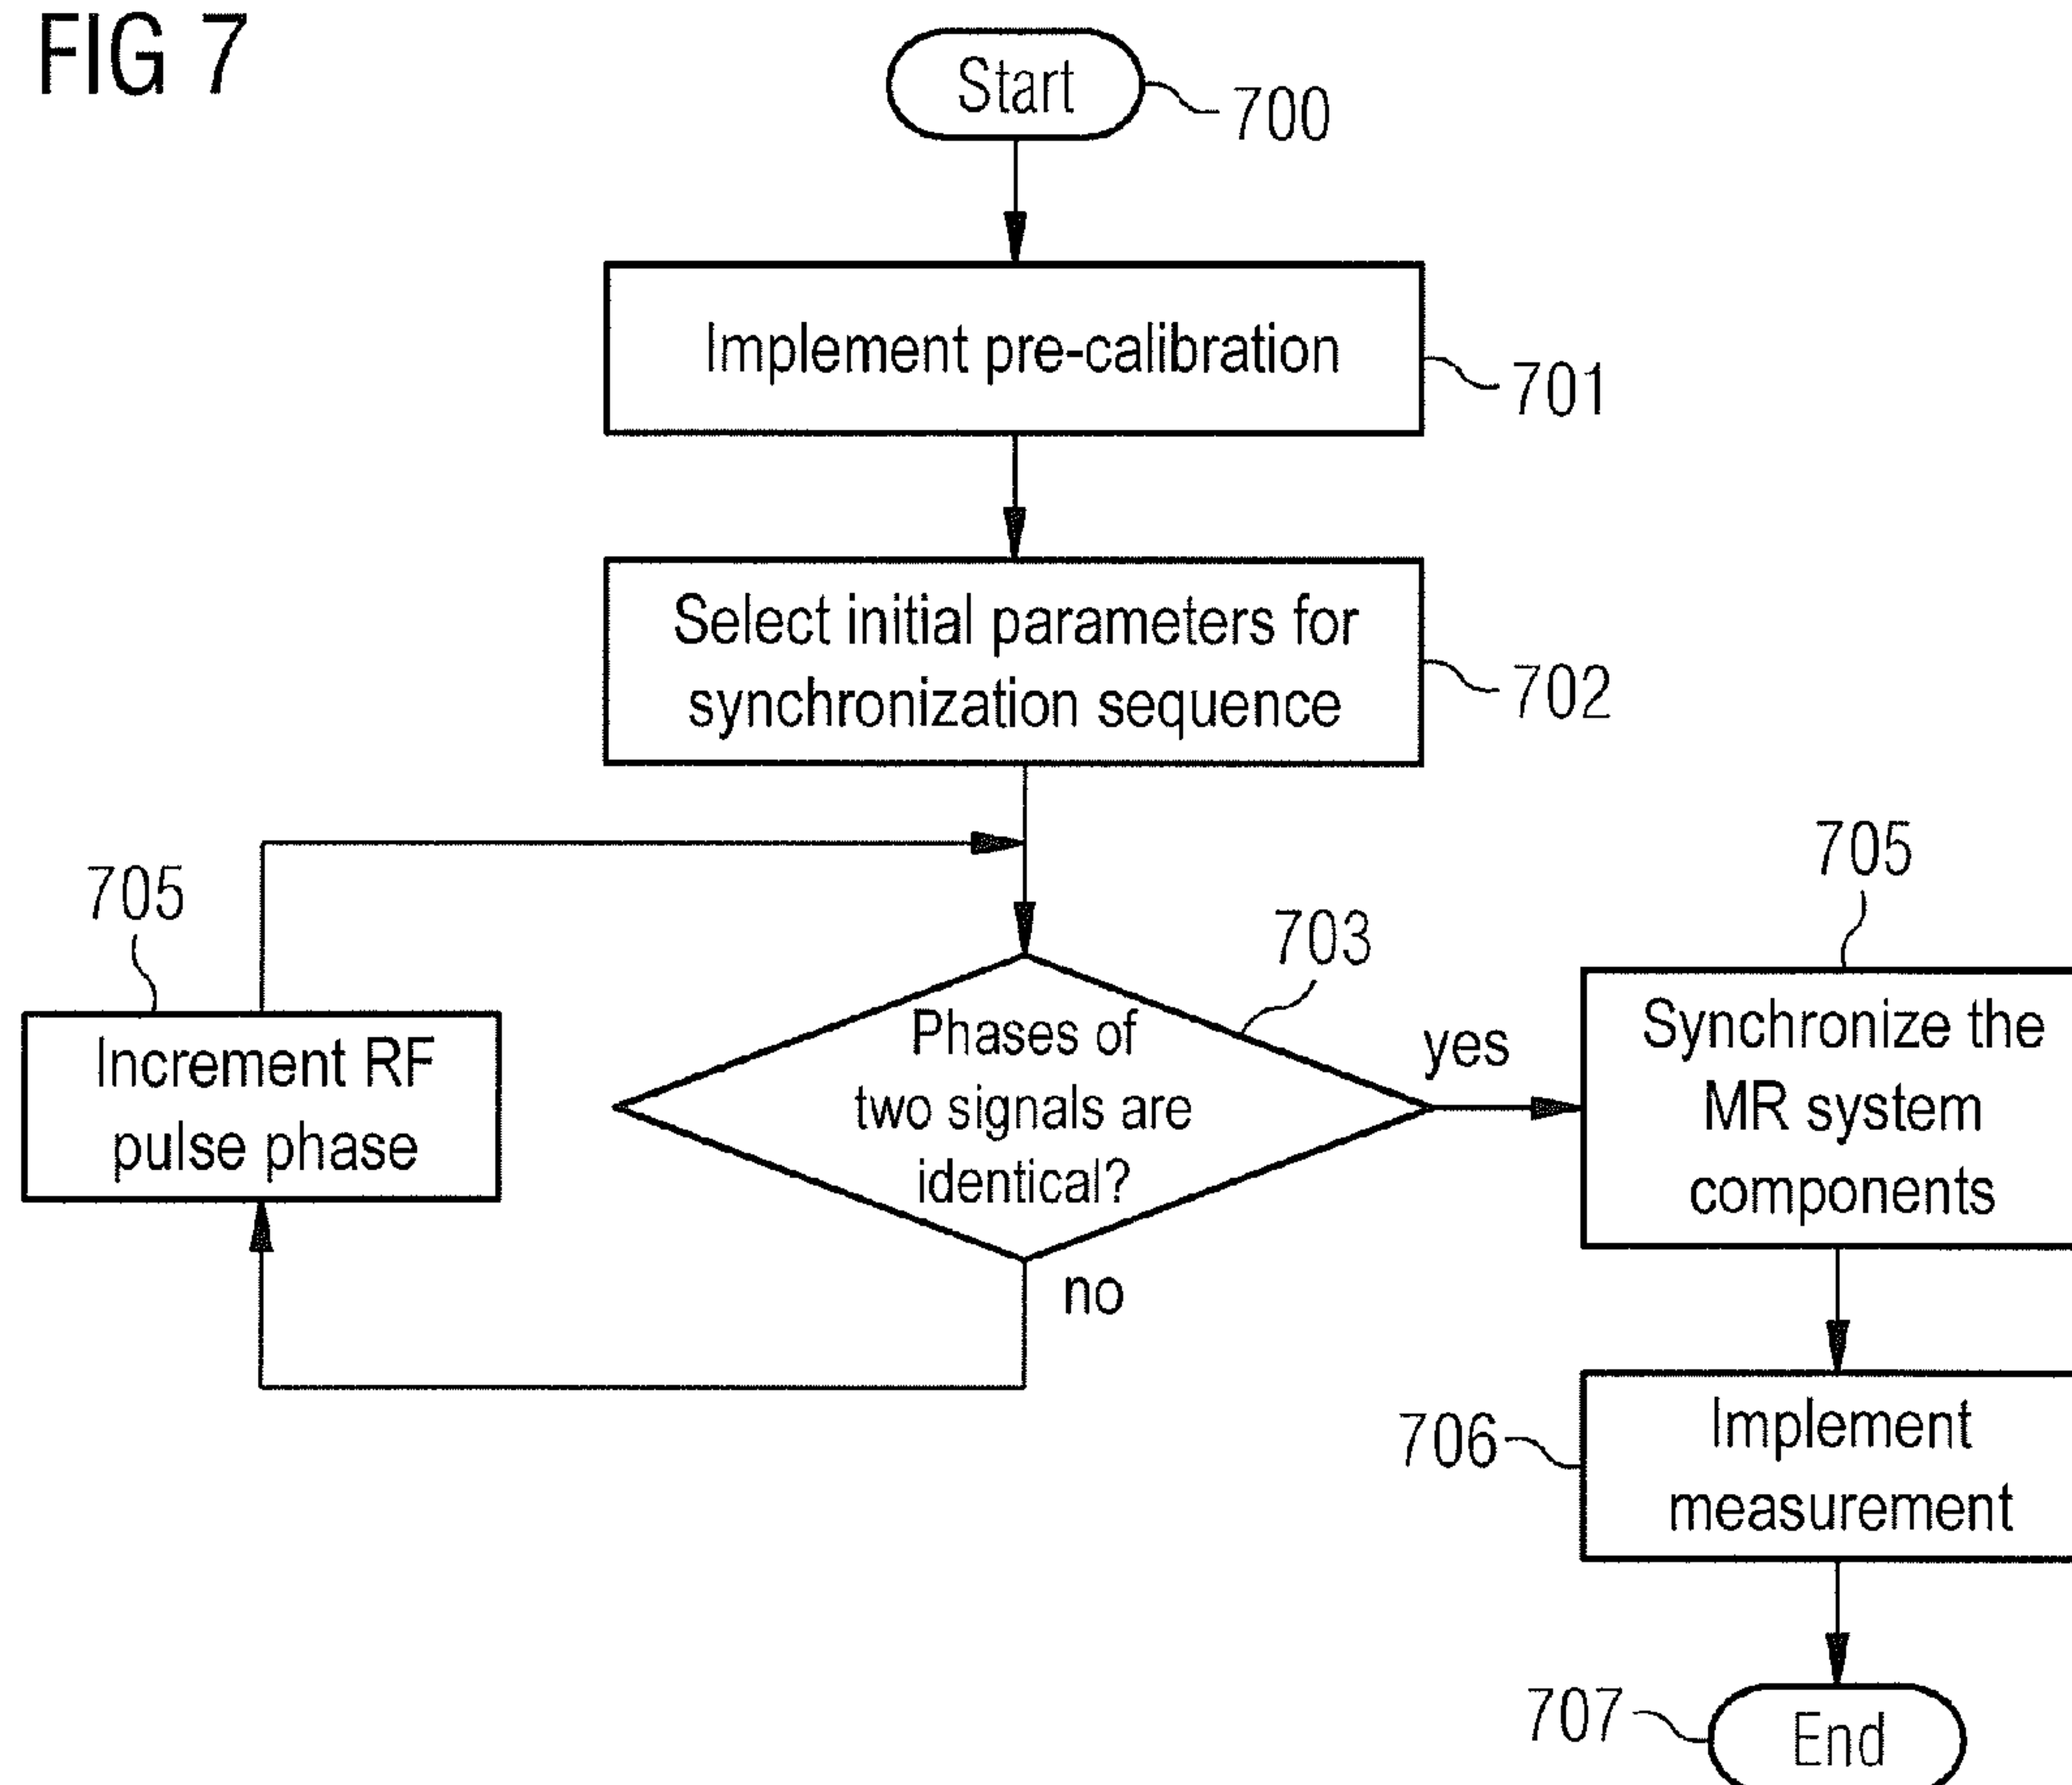 FIG 7
Start
700
Implement pre-calibration
701
Select initial parameters for
synchronization sequence
702
705
Increment RF
pulse phase
703
Phases of
two signals are
identical?
yes
no
705
Synchronize the
MR system
components
706
Implement
measurement
707
End